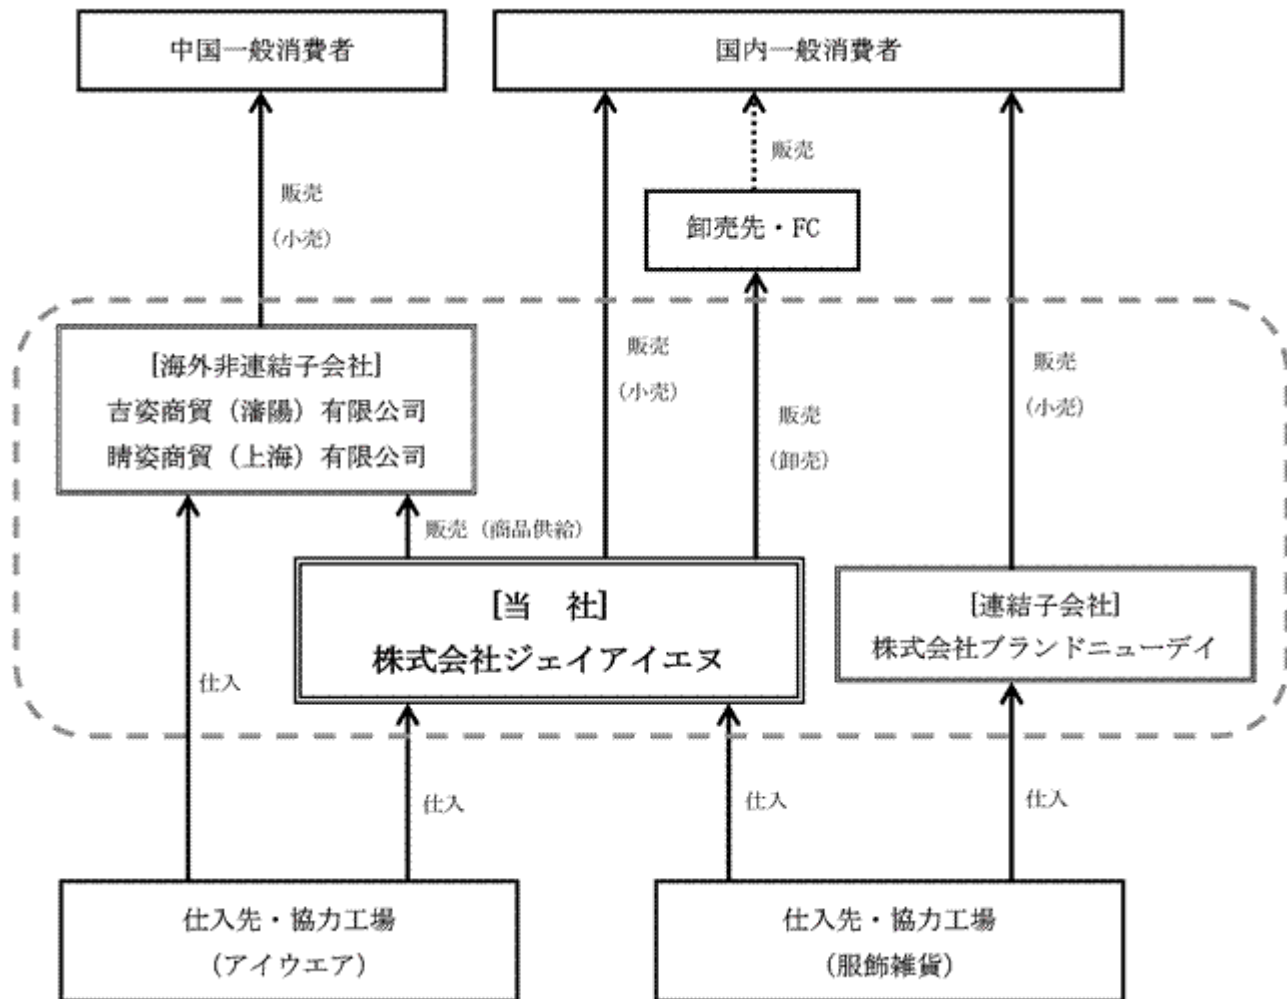 中国一般消費者
国内一般消費者
販売
販売
(小売)
卸売先・FC
[海外非連結子会社]
吉姿商貿（瀋陽）有限公司
睛姿商貿（上海）有限公司
販売
(小売)
販売
(卸売)
販売
(小売)
販売（商品供給）
[当　社]
株式会社ジェイアイエヌ
[連結子会社]
株式会社ブランドニューデイ
仕入
仕入
仕入
仕入
仕入先・協力工場
(アイウエア)
仕入先・協力工場
(服飾雑貨)